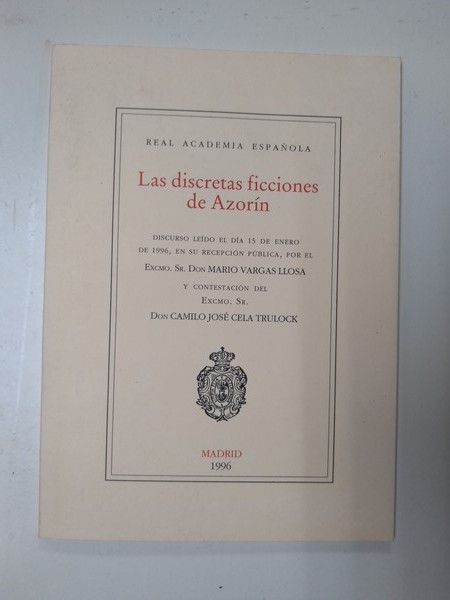 REAL ACADEMIA ESPAÑOLA
Las discretas ficciones
de Azorín
DISCURSO LEÍDO EL DÍA 15 DE ENERO
DE 1996, EN SU RECEPCIÓN PÚBLICA, POR EL
EXCMO. SR. DON MARIO VARGAS LLOSA
Y CONTESTACIÓN DEL
EXCMO. SR.
DON CAMILO JOSÉ CELA TRULOCK
MADRID
1996